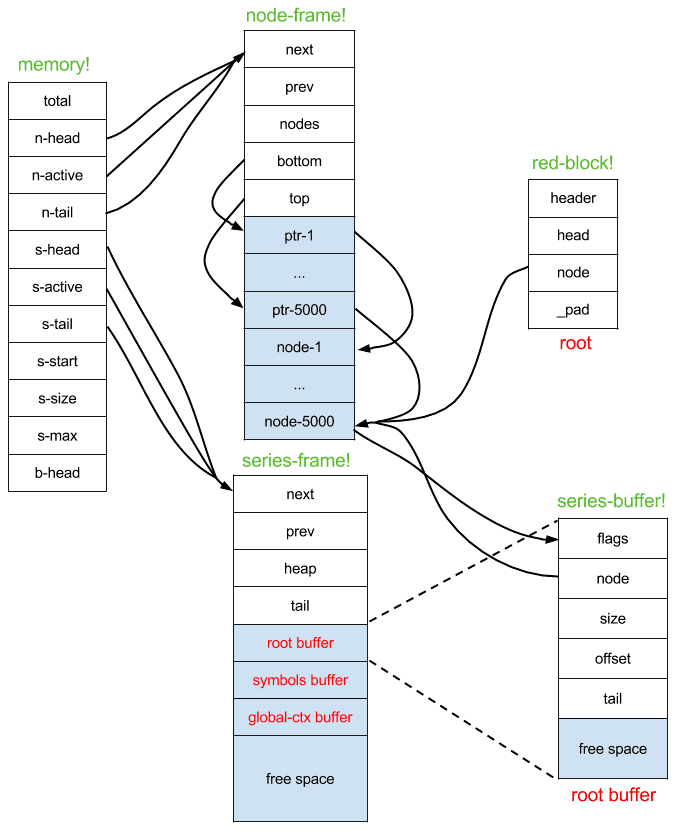 memory!
total
n-head
n-active
n-tail
s-head
s-active
s-tail
s-start
s-size
s-max
b-head
node-frame!
next
prev
nodes
bottom
top
ptr-1
...
ptr-5000
node-1
...
node-5000
series-frame!
next
prev
heap
tail
root buffer
symbols buffer
global-ctx buffer
free space
red-block!
header
head
node
_pad
root
series-buffer!
flags
node
size
offset
tail
free space
root buffer